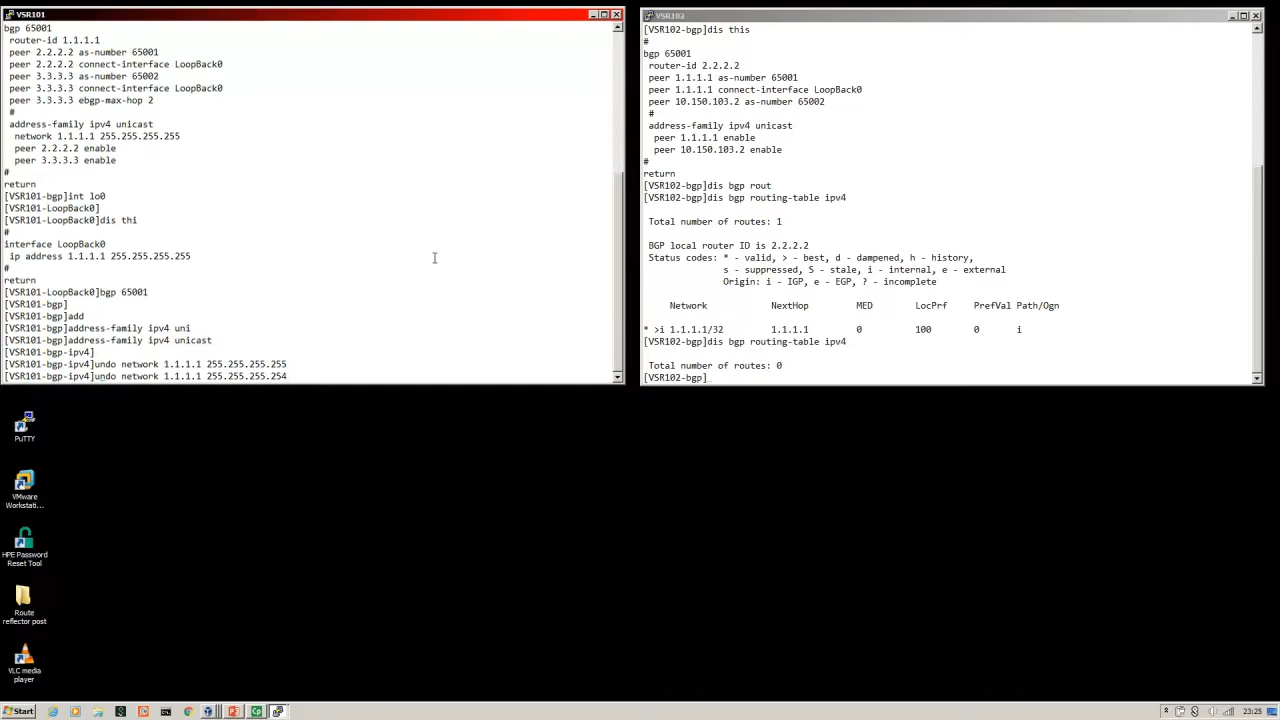 VSR101
bgp 65001
router-id 1.1.1.1
peer 2.2.2.2 as-number 65001
peer 2.2.2.2 connect-interface LoopBack0
peer 3.3.3.3 as-number 65002
peer 3.3.3.3 connect-interface LoopBack0
peer 3.3.3.3 ebgp-max-hop 2
#
address-family ipv4 unicast
network 1.1.1.1 255.255.255.255
peer 2.2.2.2 enable
peer 3.3.3.3 enable
#
return
[VSR101-bgp]int lo0
[VSR101-LoopBack0]
[VSR101-LoopBack0]dis thi
#
interface LoopBack0
ip address 1.1.1.1 255.255.255.255
#
return
[VSR101-LoopBack0]bgp 65001
[VSR101-bgp]
[VSR101-bgp]add
[VSR101-bgp]address-family ipv4 uni
[VSR101-bgp]address-family ipv4 unicast
[VSR101-bgp-ipv4]
[VSR101-bgp-ipv4]undo network 1.1.1.1 255.255.255.255
[VSR101-bgp-ipv4]undo network 1.1.1.1 255.255.255.254
VSR102
[VSR102-bgp]dis this
#
bgp 65001
router-id 2.2.2.2
peer 1.1.1.1 as-number 65001
peer 1.1.1.1 connect-interface LoopBack0
peer 10.150.103.2 as-number 65002
#
address-family ipv4 unicast
peer 1.1.1.1 enable
peer 10.150.103.2 enable
#
return
[VSR102-bgp]dis bgp rout
[VSR102-bgp]dis bgp routing-table ipv4
Total number of routes: 1
BGP local router ID is 2.2.2.2
Status codes: * - valid, > - best, d - dampened, h - history,
s - suppressed, S - stale, i - internal, e - external
Origin: i - IGP, e - EGP, ? - incomplete
Network NextHop MED LocPrf PrefVal Path/Ogn
* >i 1.1.1.1/32 1.1.1.1 0 100 0 i
[VSR102-bgp]dis bgp routing-table ipv4
Total number of routes: 0
[VSR102-bgp]
PuTTY
VMware
Workstati...
HPE Password
Reset Tool
Route
reflector post
VLC media
player
Start
23:25